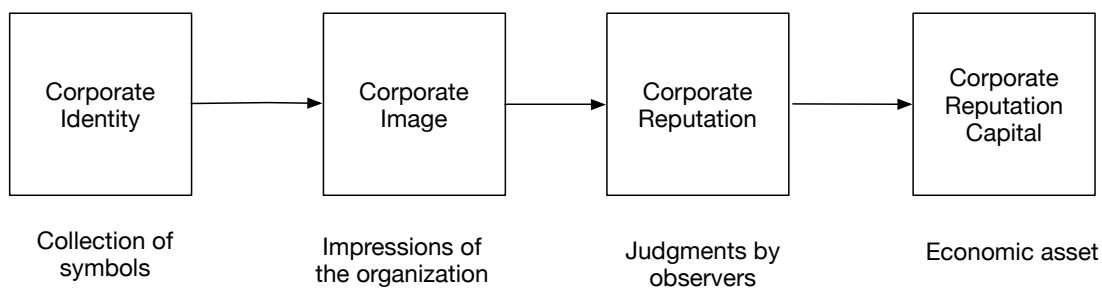 Corporate
Identity
Corporate
Image
Corporate
Reputation
Corporate
Reputation
Capital
Collection of
symbols
Impressions of
the organization
Judgments by
observers
Economic asset